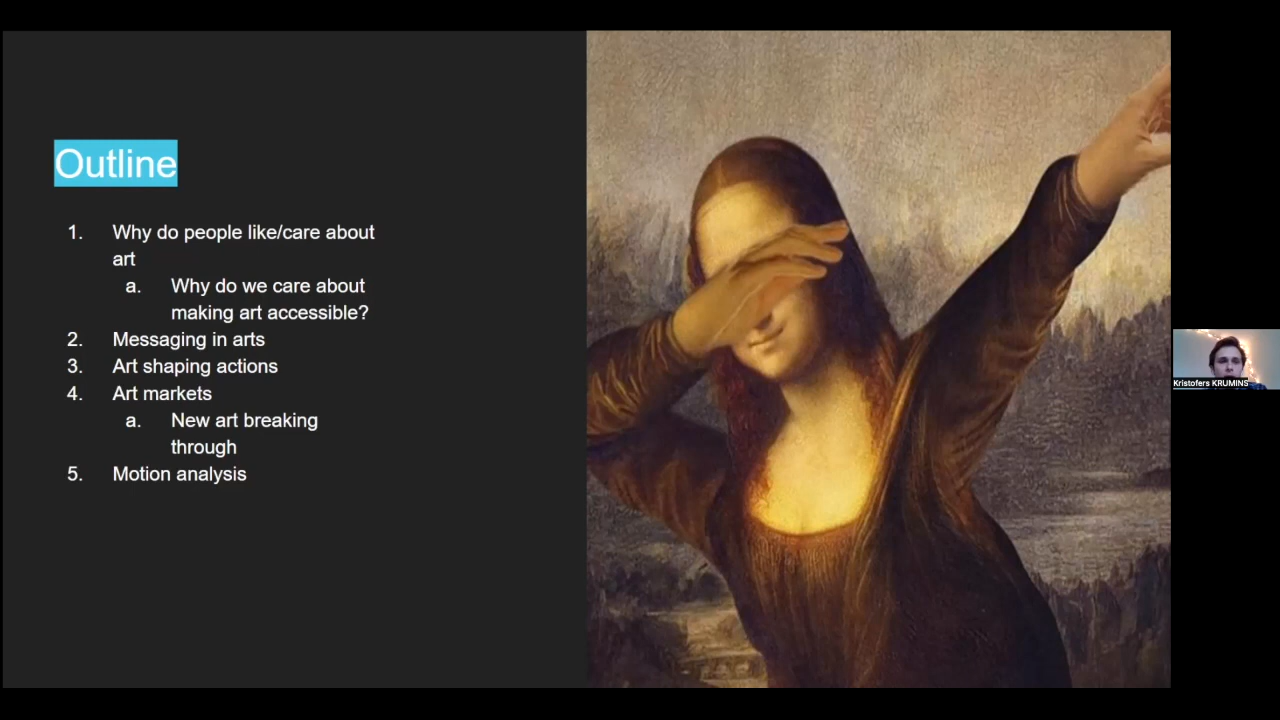 Outline
1. Why do people like/care about
art
a. Why do we care about
making art accessible?
2. Messaging in arts
3. Art shaping actions
4. Art markets
a. New art breaking
through
5. Motion analysis
Kristofers KRUMINS